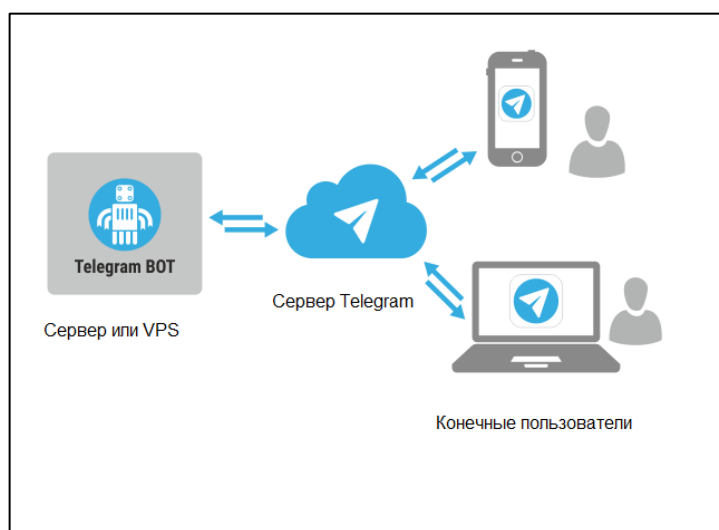 Telegram BOT
Сервер Telegram
Сервер или VPS
Конечные пользователи